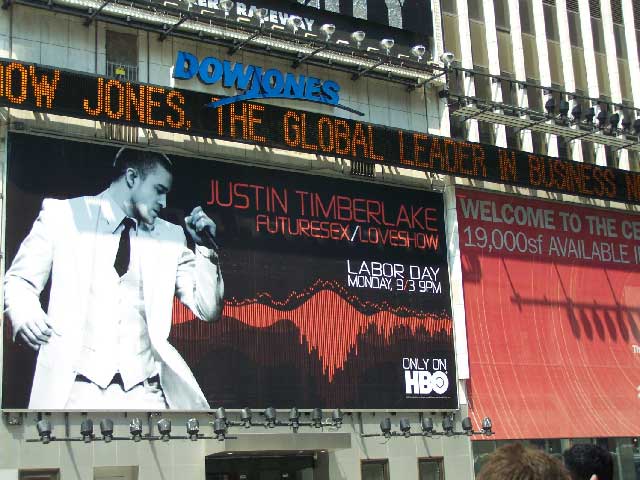 RACEWAY
DOWJONES
OW JONES, THE GLOBAL LEADER IN BUSINESS
JUSTIN TIMBERLAKE
FUTURESEX/LOVESHOW
LABOR DAY
MONDAY, 9/3 9PM
ONLY ON
HBO
WELCOME TO THE CE
19,000sf AVAILABLE